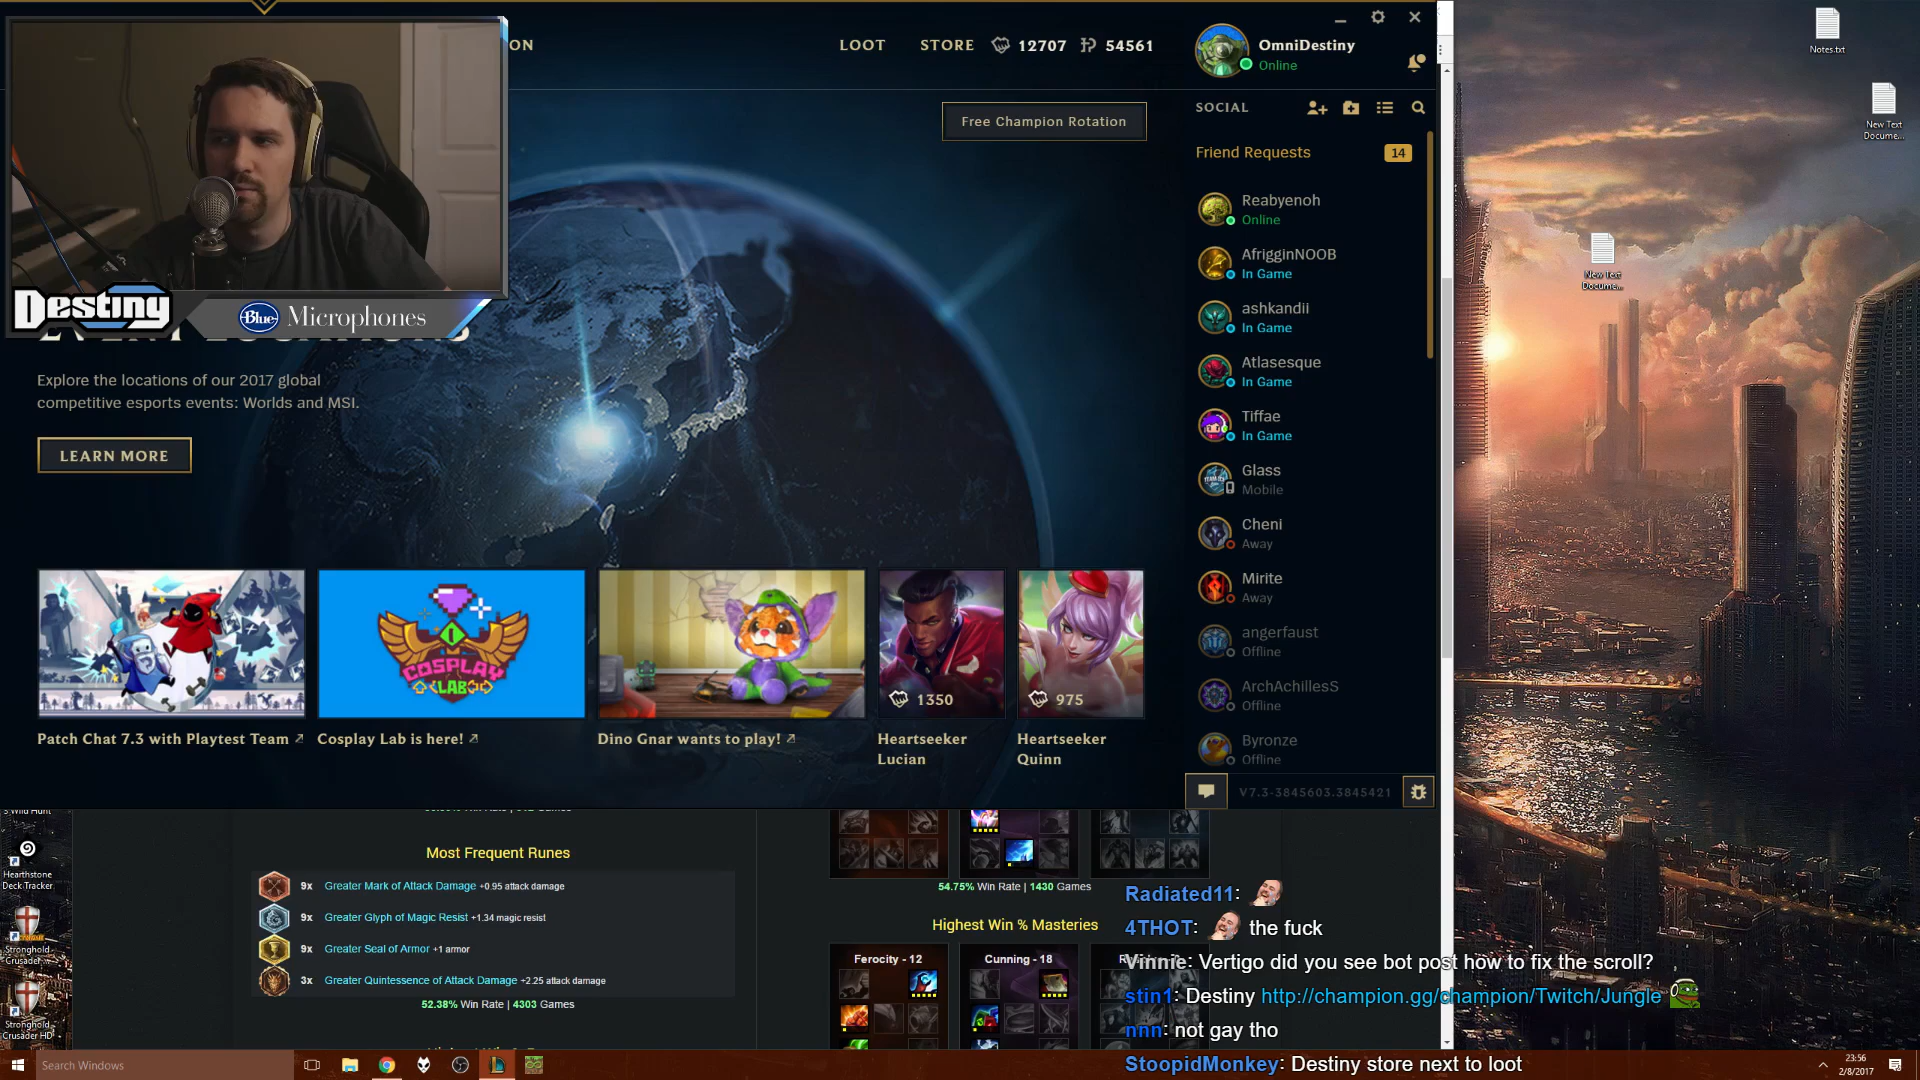 ON
LOOT
STORE
12707
54561
OmniDestiny
Online
Free Champion Rotation
SOCIAL
Friend Requests
14
Reabyenoh
Online
AfrigginNOOB
In Game
ashkandii
In Game
Atlasesque
In Game
Tiffae
In Game
Glass
Mobile
Cheni
Away
Mirite
Away
angerfaust
Offline
ArchAchillesS
Offline
Byronze
Offline
V7.3-3845603.3845421
Destiny
Blue Microphones
Explore the locations of our 2017 global
competitive esports events: Worlds and MSI.
LEARN MORE
COSPLAY
LAB
1350
975
Patch Chat 7.3 with Playtest Team
Cosplay Lab is here!
Dino Gnar wants to play!
Heartseeker
Lucian
Heartseeker
Quinn
Notes.txt
New Text
Docume...
New Text
Docume...
Hearthstone
Deck Tracker
Stronghold
Crusader ...
Stronghold
Crusader HD
Most Frequent Runes
9x Greater Mark of Attack Damage +0.95 attack damage
9x Greater Glyph of Magic Resist +1.34 magic resist
9x Greater Seal of Armor +1 armor
3x Greater Quintessence of Attack Damage +2.25 attack damage
52.38% Win Rate | 4303 Games
54.75% Win Rate | 1430 Games
Highest Win % Masteries
Ferocity - 12
Cunning - 18
Radiated11:
4THOT: the fuck
Vinnie: Vertigo did you see bot post how to fix the scroll?
stin1: Destiny http://champion.gg/champion/Twitch/Jungle
nnn: not gay tho
StoopidMonkey: Destiny store next to loot
Search Windows
23:56
2/8/2017